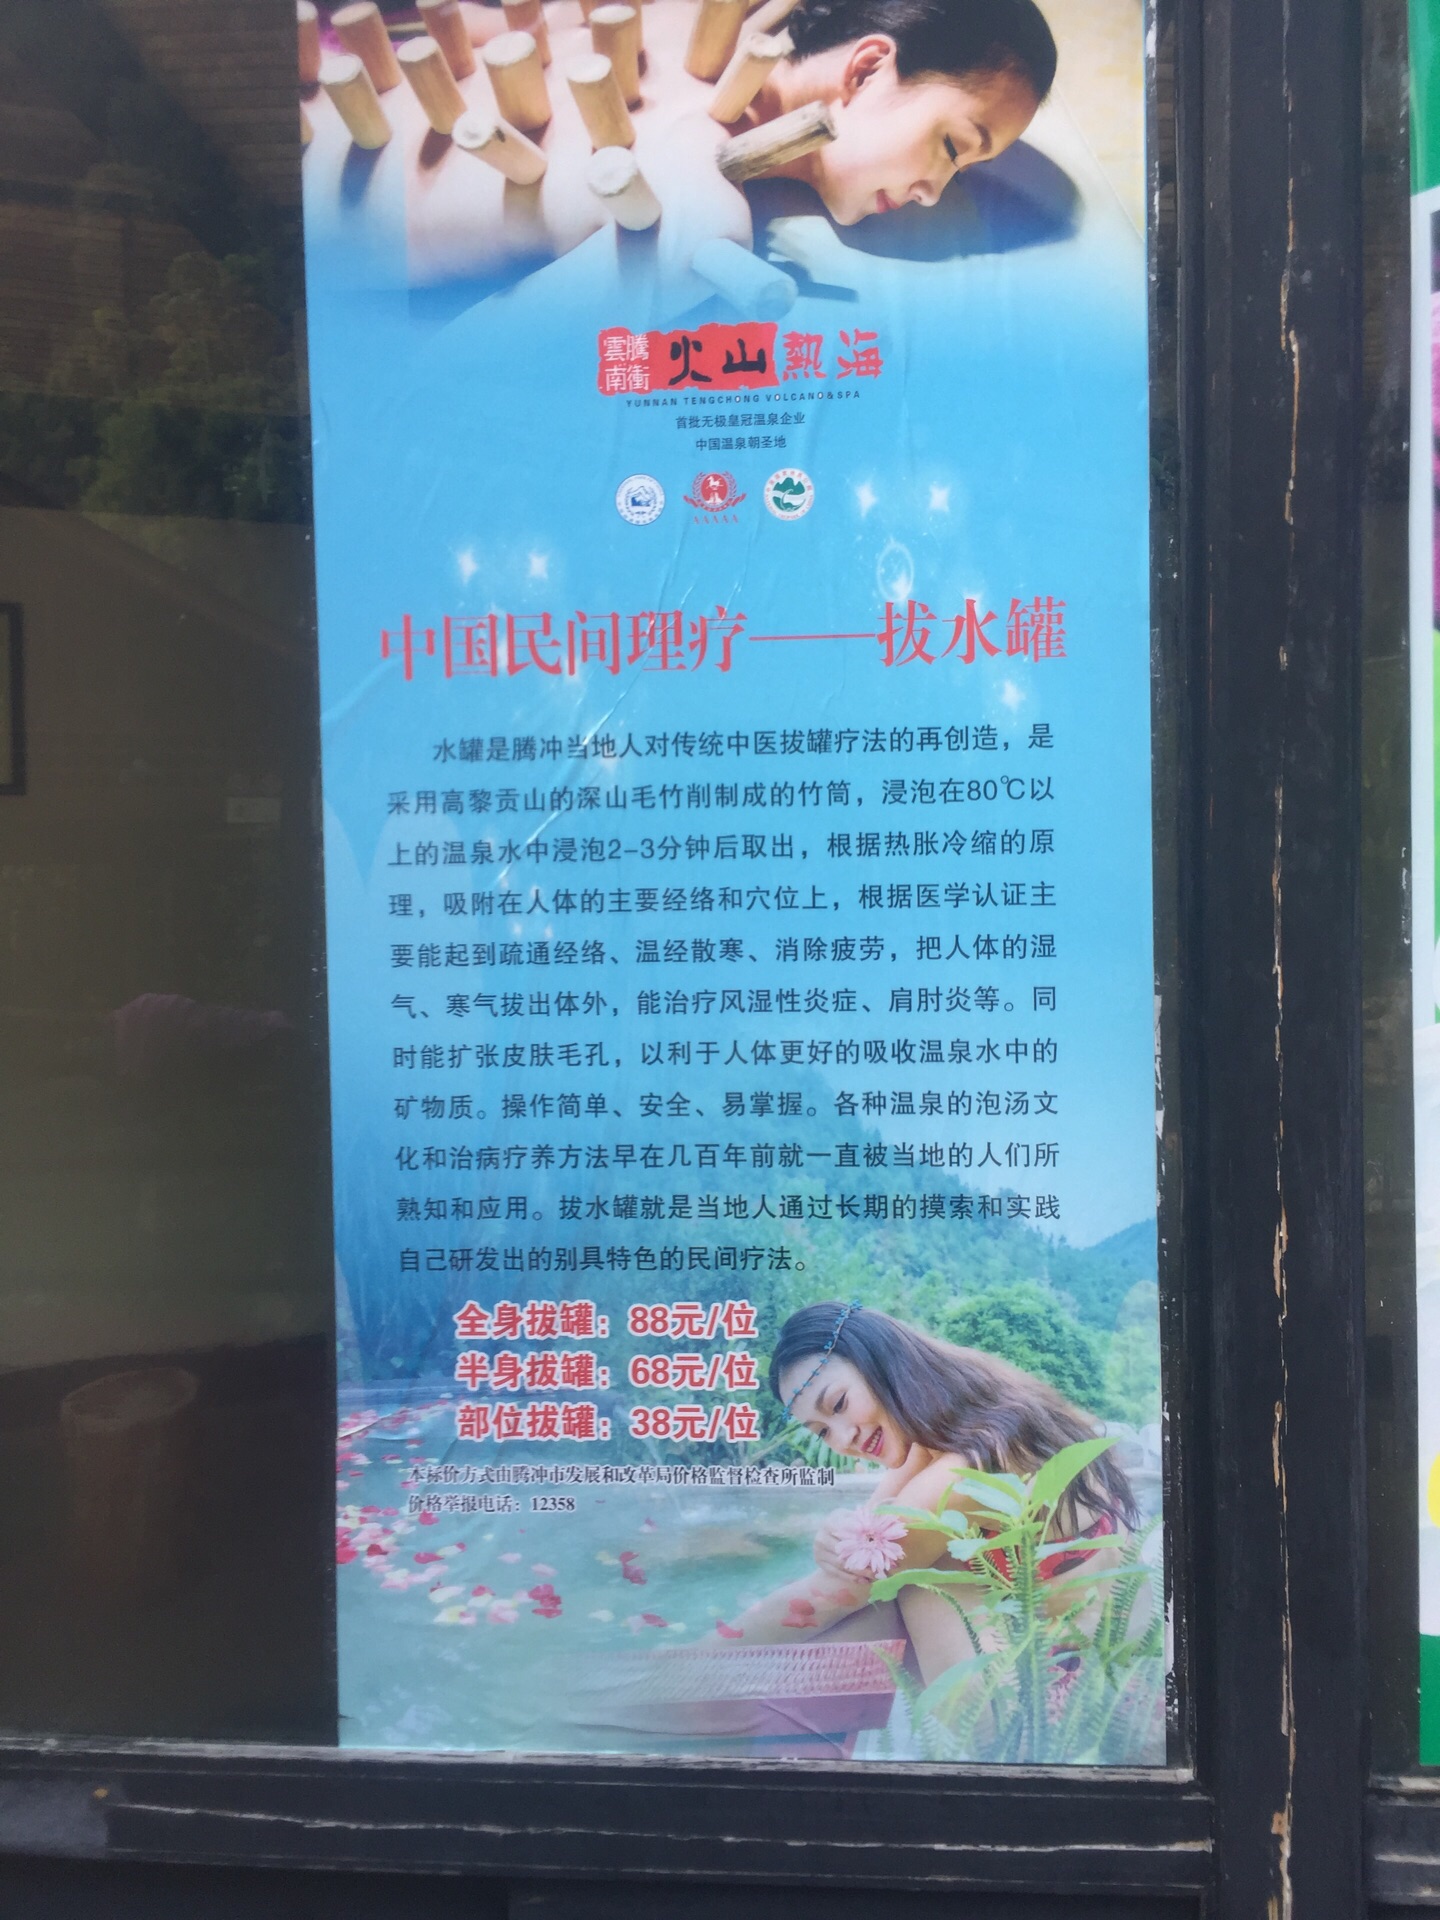 雲南騰衝 火山熱海
YUNNAN TENGCHONG VOLCANO&SPA
首批无极皇冠温泉企业
中国温泉朝圣地
AAAAA
中国民间理疗——拔水罐
水罐是腾冲当地人对传统中医拔罐疗法的再创造，是
采用高黎贡山的深山毛竹削制成的竹筒，浸泡在80℃以
上的温泉水中浸泡2-3分钟后取出，根据热胀冷缩的原
理，吸附在人体的主要经络和穴位上，根据医学认证主
要能起到疏通经络、温经散寒、消除疲劳，把人体的湿
气、寒气拔出体外，能治疗风湿性炎症、肩肘炎等。同
时能扩张皮肤毛孔，以利于人体更好的吸收温泉水中的
矿物质。操作简单、安全、易掌握。各种温泉的泡汤文
化和治病疗养方法早在几百年前就一直被当地的人们所
熟知和应用。拔水罐就是当地人通过长期的摸索和实践
自己研发出的别具特色的民间疗法。
全身拔罐：88元/位
半身拔罐：68元/位
部位拔罐：38元/位
本标价方式由腾冲市发展和改革局价格监督检查所监制
价格举报电话：12358